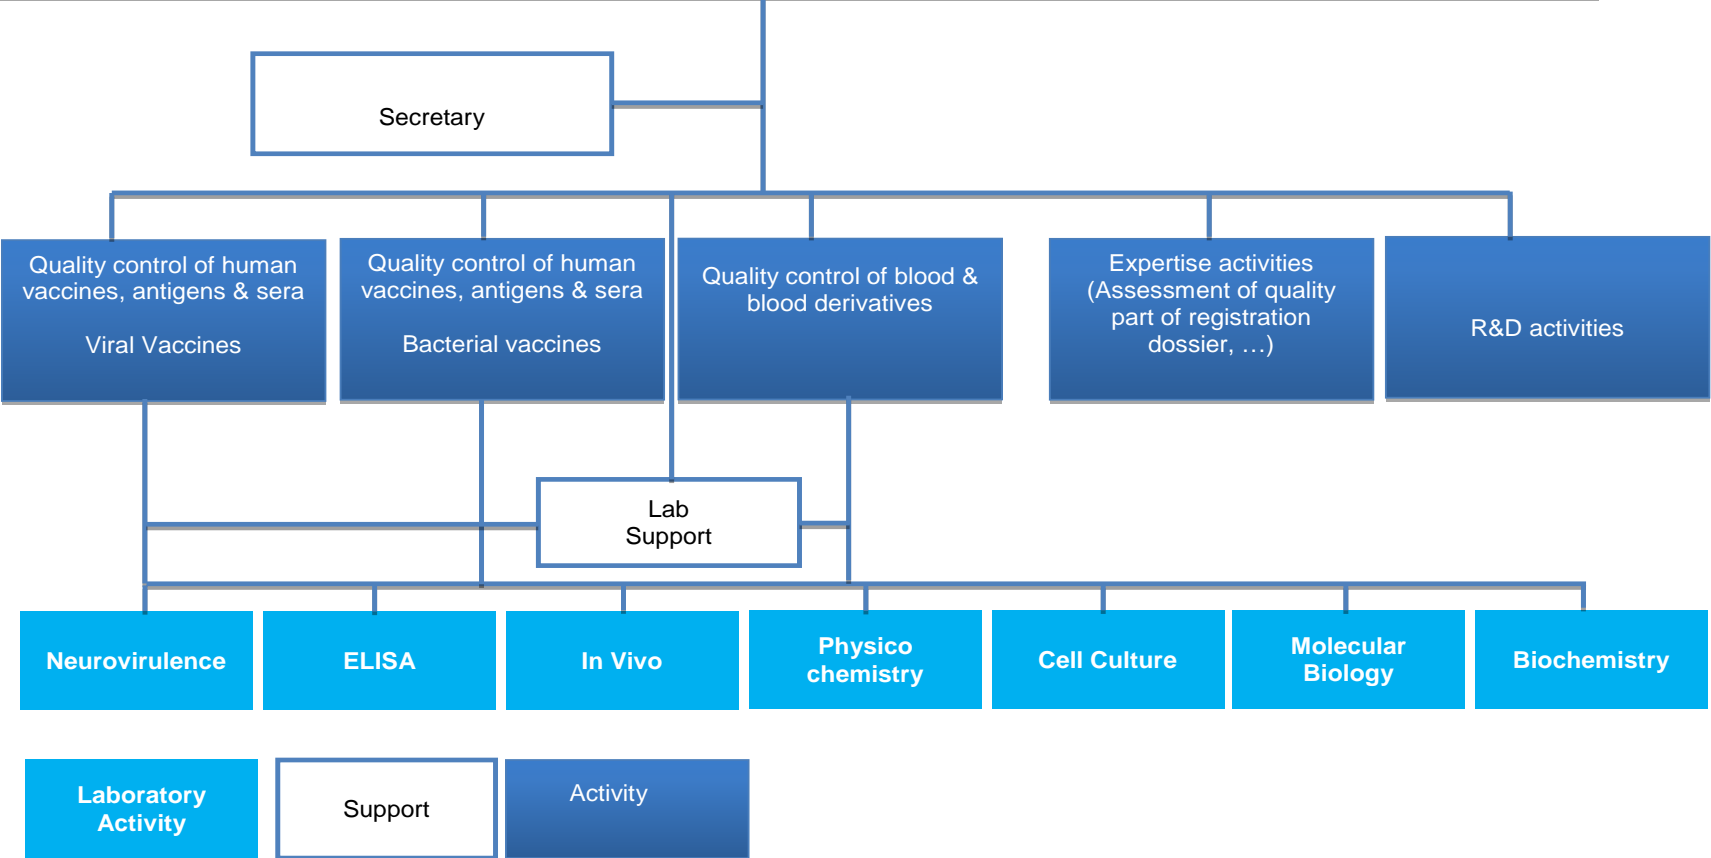 Secretary
Quality control of human
vaccines, antigens & sera
Viral Vaccines
Quality control of human
vaccines, antigens & sera
Bacterial vaccines
Quality control of blood &
blood derivatives
Expertise activities
(Assessment of quality
part of registration
dossier, …)
R&D activities
Lab
Support
Neurovirulence
ELISA
In Vivo
Physico
chemistry
Cell Culture
Molecular
Biology
Biochemistry
Laboratory
Activity
Support
Activity